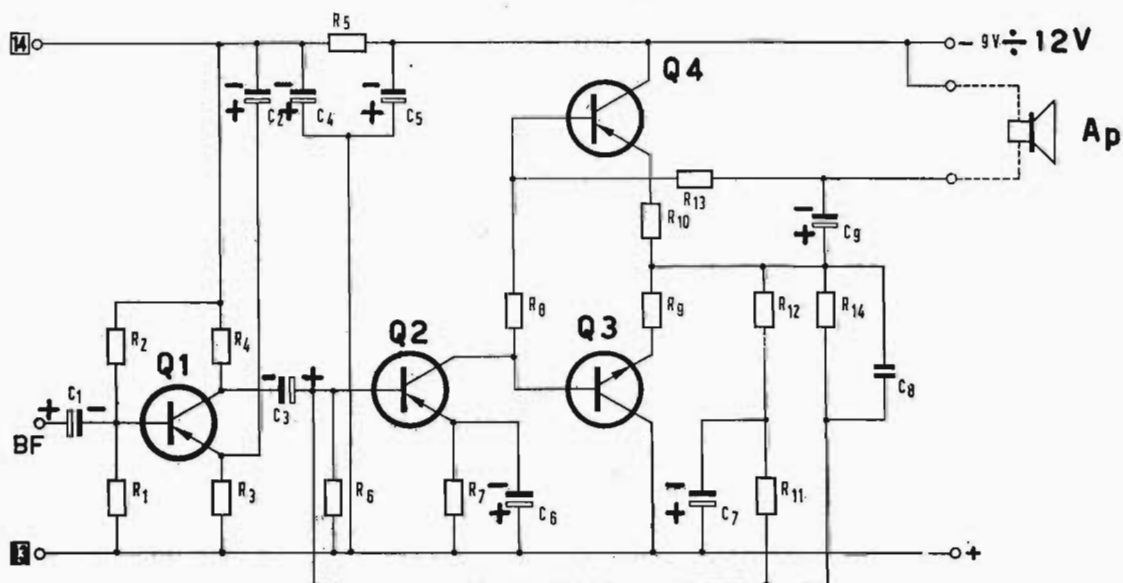 14
R5
- 9V ÷ 12V
Q4
- + C2
- + C4
- + C5
Ap
R13
R10
- + C9
R2
R4
R8
R9
R12
R14
Q1
Q2
Q3
+ C1 -
- C3 +
C8
BF
R1
R3
R6
R7
- + C6
- + C7
R11
+